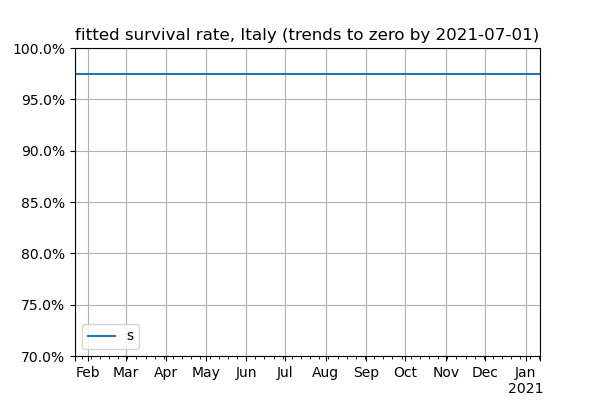 fitted survival rate, Italy (trends to zero by 2021-07-01)
100.0%
95.0%
90.0%
85.0%
80.0%
75.0%
70.0%
s
Feb Mar Apr May Jun Jul Aug Sep Oct Nov Dec Jan
2021